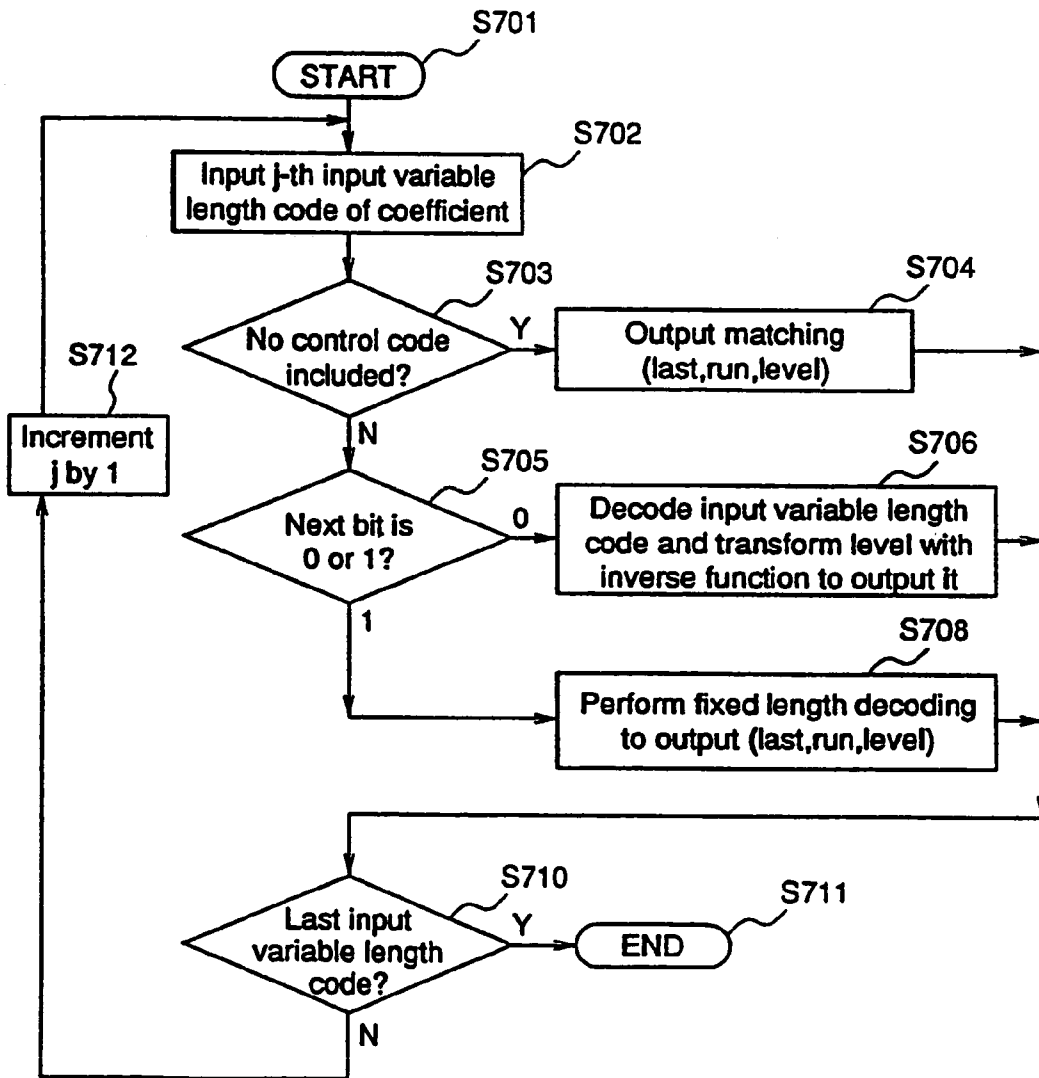 S701
START
S702
Input j-th input variable
length code of coefficient
S703
No control code
included?
Y
N
S704
Output matching
(last,run,level)
S712
Increment
j by 1
S705
Next bit is
0 or 1?
0
1
S706
Decode input variable length
code and transform level with
inverse function to output it
S708
Perform fixed length decoding
to output (last,run,level)
S710
Last input
variable length
code?
Y
N
S711
END